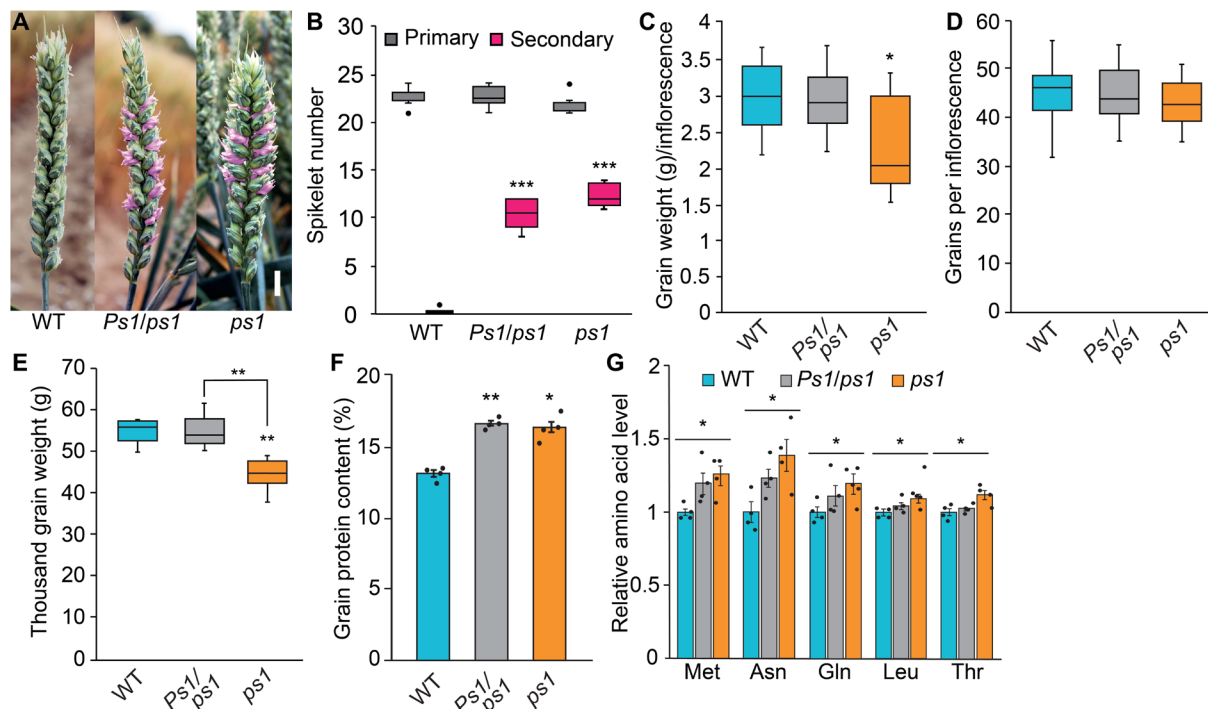 A
WT
Ps1/ps1
ps1
B
Primary
Secondary
Spikelet number
30
25
20
15
10
5
0
***
***
WT
Ps1/ps1
ps1
C
Grain weight (g)/inflorescence
4
3.5
3
2.5
2
1.5
1
0.5
0
*
WT
Ps1/
ps1
ps1
D
Grains per inflorescence
60
50
40
30
20
10
0
WT
Ps1/
ps1
ps1
E
Thousand grain weight (g)
70
60
50
40
30
20
10
0
**
**
WT
Ps1/
ps1
ps1
F
Grain protein content (%)
20
15
10
5
0
**
*
WT
Ps1/
ps1
ps1
G
WT
Ps1/ps1
ps1
Relative amino acid level
2
1.5
1
0.5
0
*
*
*
*
*
Met
Asn
Gln
Leu
Thr